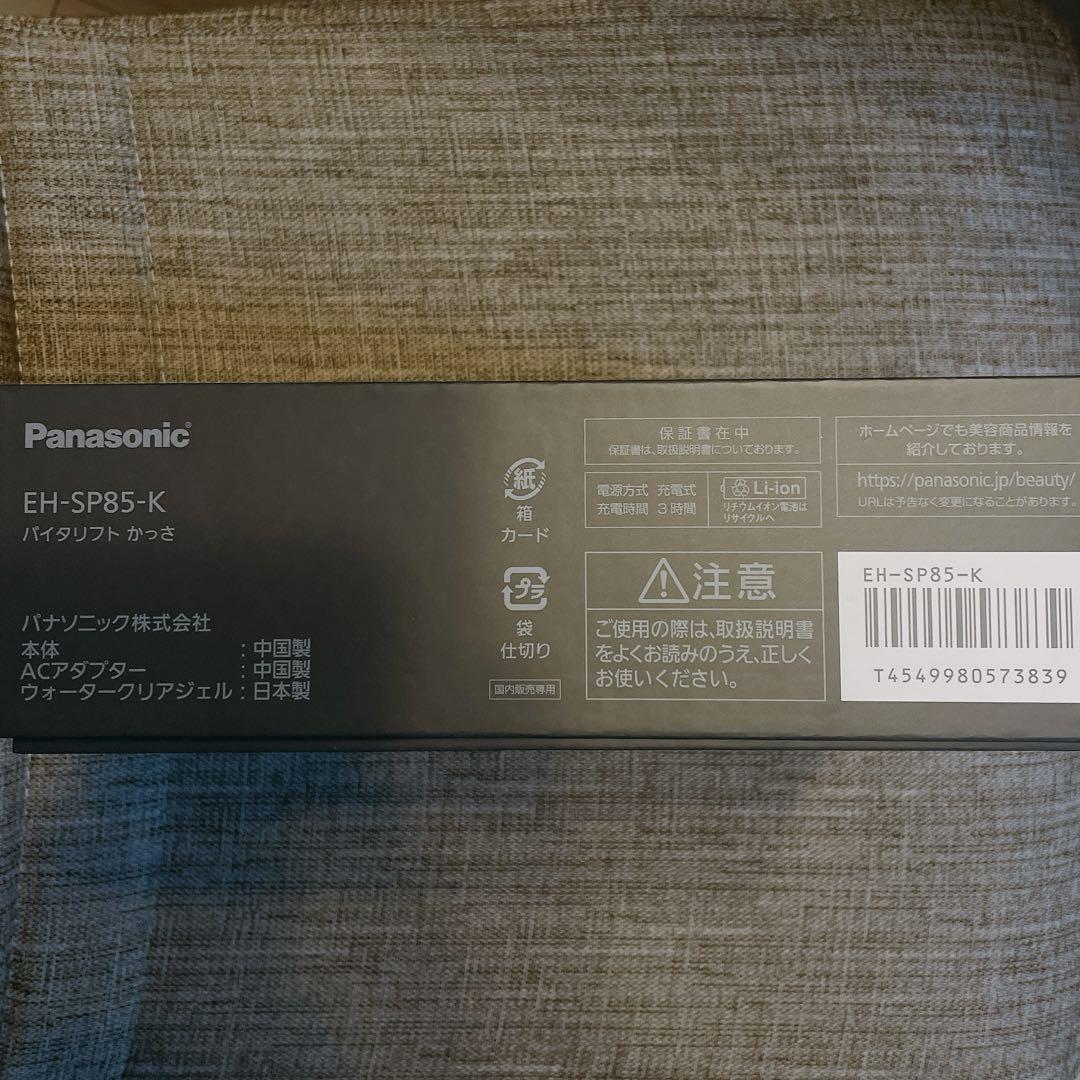 Panasonic®
EH-SP85-K
バイタリフト かっさ
パナソニック株式会社
本体 : 中国製
ACアダプター : 中国製
ウォータークリアジェル : 日本製
紙
箱
カード
プラ
袋
仕切り
国内販売専用
保証書在中
保証書は、取扱説明書についております。
電源方式 充電式
充電時間 3時間
Li-ion
リチウムイオン電池は
リサイクルへ
注意
ご使用の際は、取扱説明書
をよくお読みのうえ、正しく
お使いください。
ホームページでも美容商品情報を
紹介しております。
https://panasonic.jp/beauty/
URLは予告なく変更になることがあります。
EH-SP85-K
T4549980573839